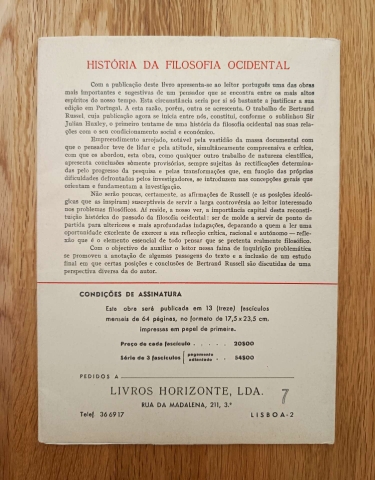 HISTÓRIA DA FILOSOFIA OCIDENTAL
Com a publicação deste livro apresenta-se ao leitor português uma das obras
mais importantes e sugestivas de um pensador que se encontra entre os mais altos
espíritos do nosso tempo. Esta circunstância seria por si só bastante a justificar a sua
edição em Portugal. A esta razão, porém, outra se acrescenta. O trabalho de Bertrand
Russel, cuja publicação agora se inicia entre nós, constitui, conforme o sublinhou Sir
Julian Huxley, o primeiro tentame de uma história da filosofia ocidental nas suas rela-
ções com o seu condicionamento social e económico.
Empreendimento arrojado, notável pela vastidão da massa documental com
que o pensador teve de lidar e pela atitude, simultâneamente compreensiva e crítica,
com que os abordou, esta obra, como qualquer outro trabalho de natureza científica,
apresenta conclusões sòmente provisórias, sempre sujeitas às rectificações determina-
das pelo progresso da pesquisa e pelas transformações que, em função das próprias
dificuldades defrontadas pelos investigadores, se introduzem nas concepções gerais que
orientam e fundamentam a investigação.
Não serão poucas, certamente, as afirmações de Russell (e as posições ideológi-
cas que as inspiram) susceptíveis de servir a larga controvérsia ao leitor interessado
nos problemas filosóficos. Aí reside, a nosso ver, a importância capital desta reconsti-
tuição histórica do passado da filosofia ocidental: ser de molde a servir de ponto de
partida para ulteriores e mais aprofundadas indagações, deparando a quem a ler uma
oportunidade excelente de exercer a sua reflexão crítica, racional e autónomo — refle-
xão que é o elemento essencial de todo pensar que se pretenta realmente filosófico.
Com o objectivo de auxiliar o leitor nessa faina de inquirição problemática
se promoveu a anotação de algumas passagens do texto e a inclusão de um estudo
final em que certas posições e conclusões de Bertrand Russell são discutidas de uma
perspectiva diversa da do autor.
CONDIÇÕES DE ASSINATURA
Esta obra será publicada em 13 (treze) fascículos
mensais de 64 páginas, no formato de 17,5 x 23,5 cm.
impressas em papel de primeira.
Preço de cada fascículo . . . . . 20$00
Série de 3 fascículos pagamento adiantado . . 54$00
PEDIDOS A
LIVROS HORIZONTE, LDA. 7
RUA DA MADALENA, 211, 3.º
Telef. 366917 LISBOA-2